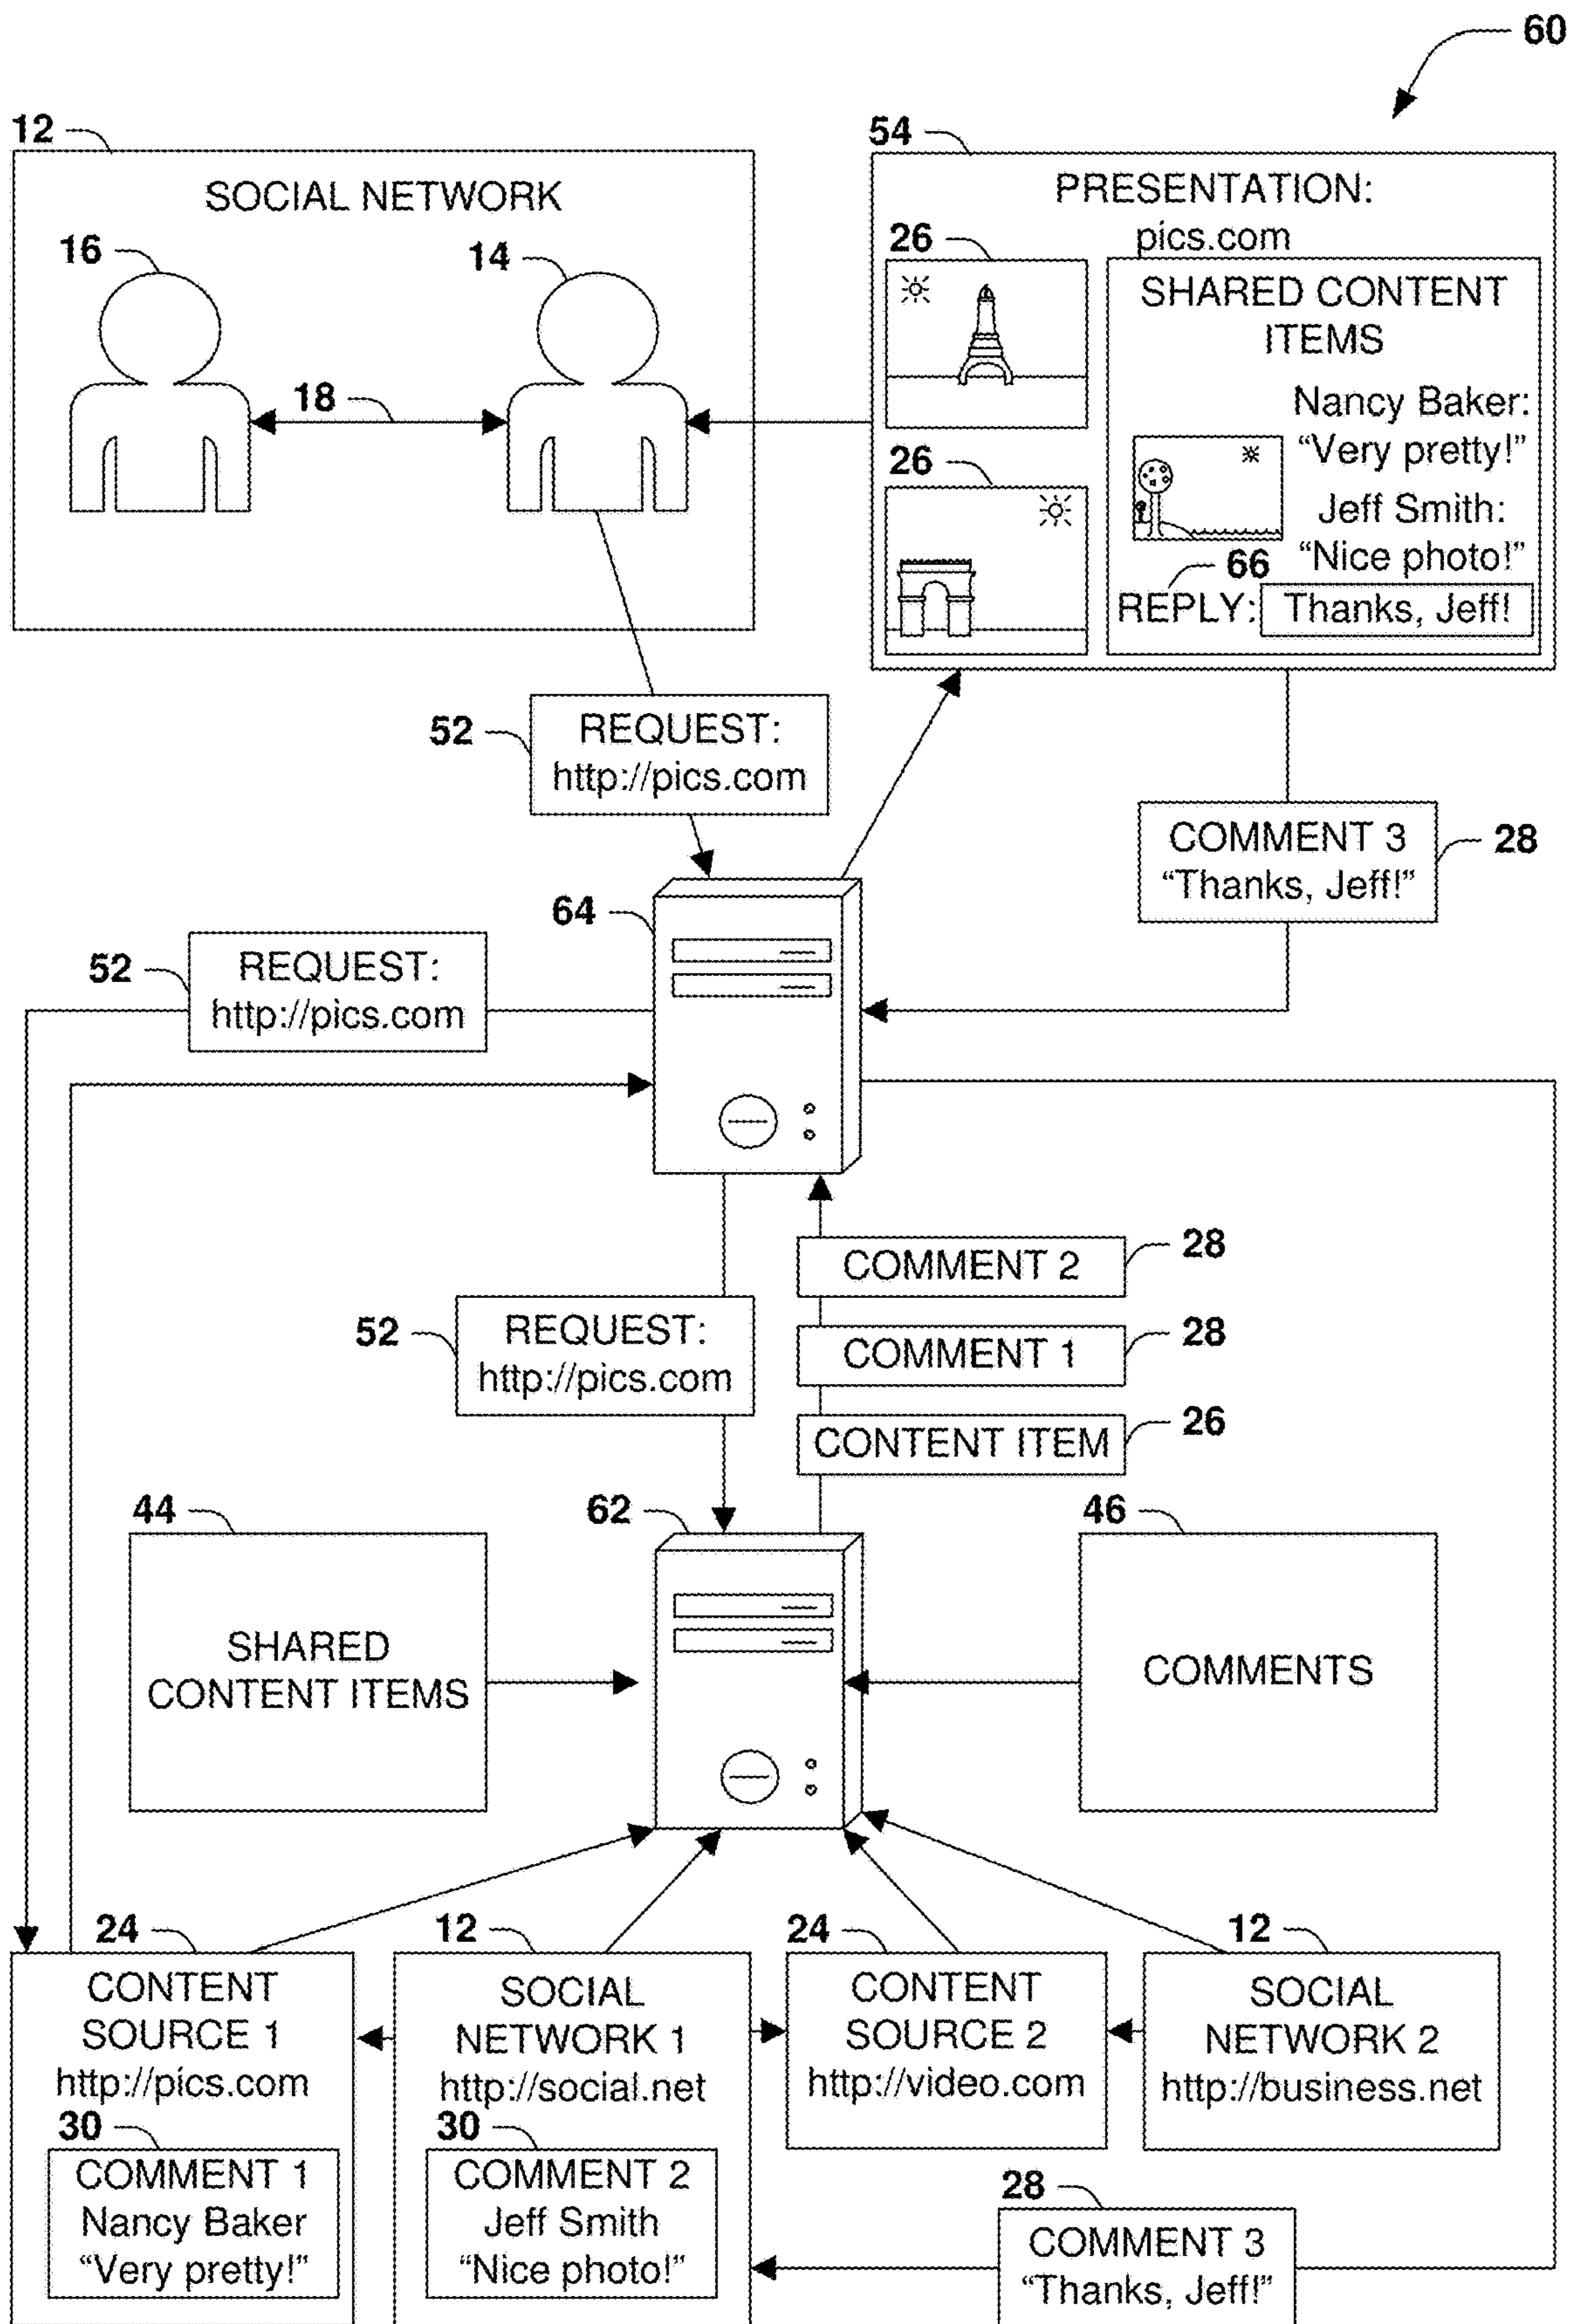 60
12
SOCIAL NETWORK
16
14
18
54
PRESENTATION:
pics.com
26
26
SHARED CONTENT
ITEMS
Nancy Baker:
“Very pretty!”
Jeff Smith:
“Nice photo!”
66
REPLY: Thanks, Jeff!
52
REQUEST:
http://pics.com
COMMENT 3
“Thanks, Jeff!”
28
64
52
REQUEST:
http://pics.com
COMMENT 2
28
52
REQUEST:
http://pics.com
COMMENT 1
28
CONTENT ITEM
26
44
SHARED
CONTENT ITEMS
62
46
COMMENTS
24
CONTENT
SOURCE 1
http://pics.com
30
COMMENT 1
Nancy Baker
“Very pretty!”
12
SOCIAL
NETWORK 1
http://social.net
30
COMMENT 2
Jeff Smith
“Nice photo!”
24
CONTENT
SOURCE 2
http://video.com
12
SOCIAL
NETWORK 2
http://business.net
28
COMMENT 3
“Thanks, Jeff!”